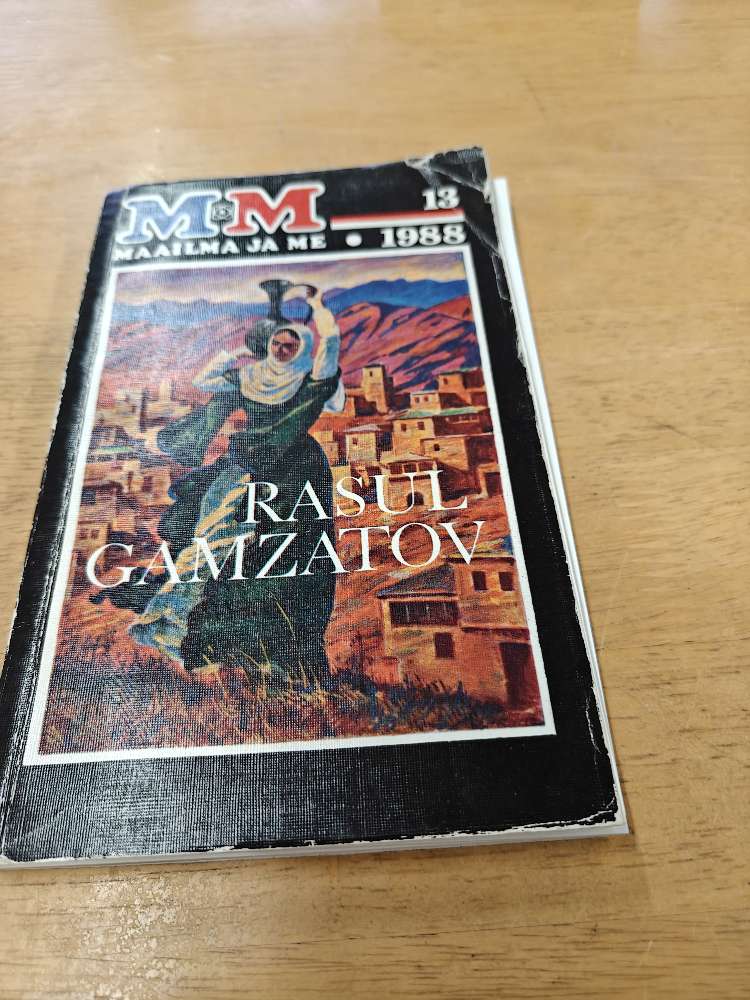 M M
13
MAAILMA JA ME • 1988
RASUL
GAMZATOV